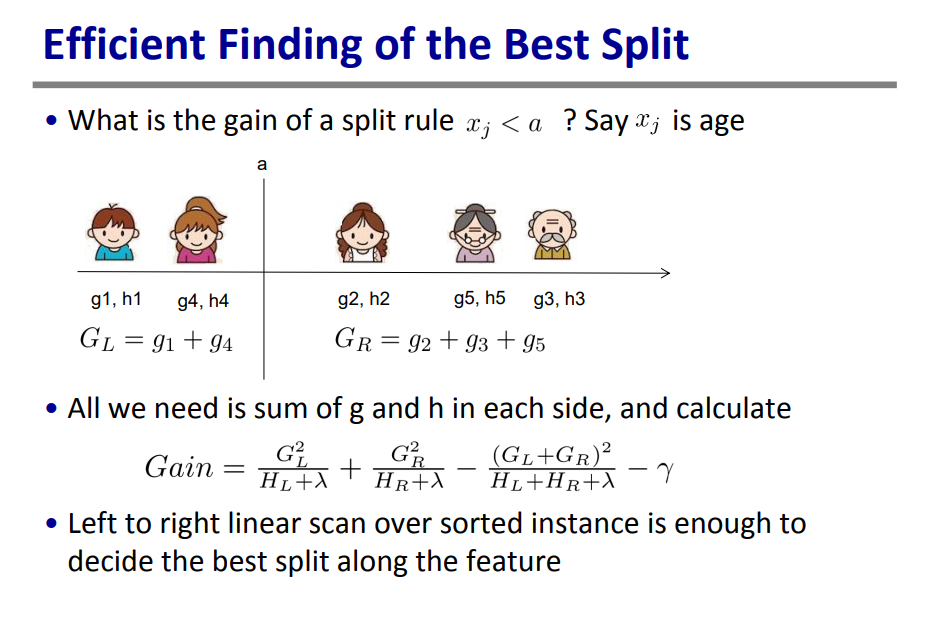 Efficient Finding of the Best Split
• What is the gain of a split rule x_j < a ? Say x_j is age
a
g1, h1 g4, h4 g2, h2 g5, h5 g3, h3
G_L = g_1 + g_4 G_R = g_2 + g_3 + g_5
• All we need is sum of g and h in each side, and calculate
Gain = \frac{G_L^2}{H_L+λ} + \frac{G_R^2}{H_R+λ} − \frac{(G_L+G_R)^2}{H_L+H_R+λ} − γ
• Left to right linear scan over sorted instance is enough to
decide the best split along the feature